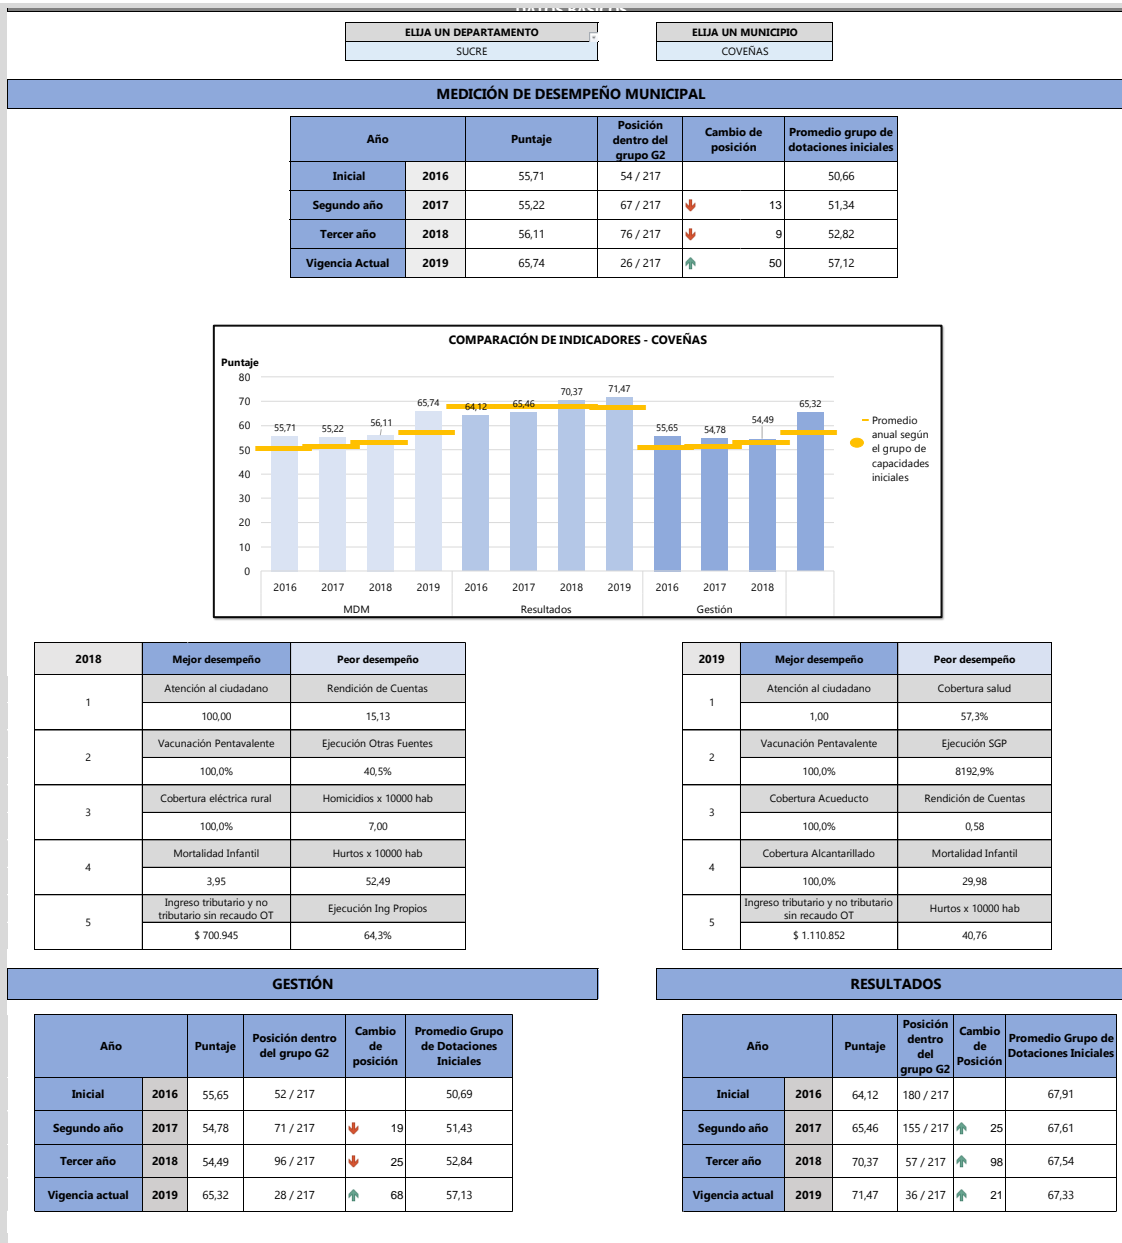 DATOS BÁSICOS
ELIJA UN DEPARTAMENTO ELIJA UN MUNICIPIO
SUCRE COVEÑAS
MEDICIÓN DE DESEMPEÑO MUNICIPAL
Año Puntaje Posición dentro del grupo G2 Cambio de posición Promedio grupo de dotaciones iniciales
Inicial 2016 55,71 54 / 217 50,66
Segundo año 2017 55,22 67 / 217 13 51,34
Tercer año 2018 56,11 76 / 217 9 52,82
Vigencia Actual 2019 65,74 26 / 217 50 57,12
COMPARACIÓN DE INDICADORES - COVEÑAS
Puntaje
80
70
60
50
40
30
20
10
0
55,71 55,22 56,11 65,74 64,12 65,46 70,37 71,47 55,65 54,78 54,49 65,32
2016 2017 2018 2019 2016 2017 2018 2019 2016 2017 2018
MDM Resultados Gestión
Promedio
anual según
el grupo de
capacidades
iniciales
2018 Mejor desempeño Peor desempeño
1 Atención al ciudadano Rendición de Cuentas
100,00 15,13
2 Vacunación Pentavalente Ejecución Otras Fuentes
100,0% 40,5%
3 Cobertura eléctrica rural Homicidios x 10000 hab
100,0% 7,00
4 Mortalidad Infantil Hurtos x 10000 hab
3,95 52,49
5 Ingreso tributario y no tributario sin recaudo OT Ejecución Ing Propios
$ 700.945 64,3%
2019 Mejor desempeño Peor desempeño
1 Atención al ciudadano Cobertura salud
1,00 57,3%
2 Vacunación Pentavalente Ejecución SGP
100,0% 8192,9%
3 Cobertura Acueducto Rendición de Cuentas
100,0% 0,58
4 Cobertura Alcantarillado Mortalidad Infantil
100,0% 29,98
5 Ingreso tributario y no tributario sin recaudo OT Hurtos x 10000 hab
$ 1.110.852 40,76
GESTIÓN
Año Puntaje Posición dentro del grupo G2 Cambio de posición Promedio Grupo de Dotaciones Iniciales
Inicial 2016 55,65 52 / 217 50,69
Segundo año 2017 54,78 71 / 217 19 51,43
Tercer año 2018 54,49 96 / 217 25 52,84
Vigencia actual 2019 65,32 28 / 217 68 57,13
RESULTADOS
Año Puntaje Posición dentro del grupo G2 Cambio de Posición Promedio Grupo de Dotaciones Iniciales
Inicial 2016 64,12 180 / 217 67,91
Segundo año 2017 65,46 155 / 217 25 67,61
Tercer año 2018 70,37 57 / 217 98 67,54
Vigencia actual 2019 71,47 36 / 217 21 67,33